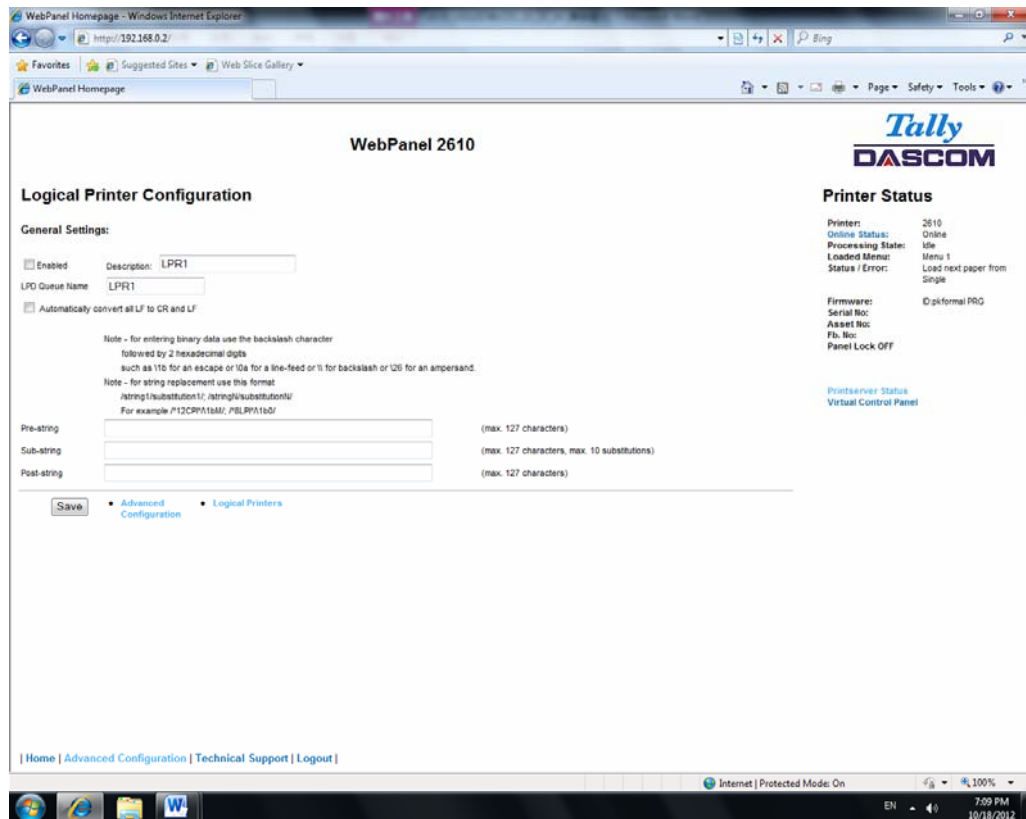 WebPanel Homepage - Windows Internet Explorer
http://192.168.0.2/
Bing
Favorites
Suggested Sites
Web Slice Gallery
WebPanel Homepage
Page
Safety
Tools
WebPanel 2610
Tally
DASCOM
Logical Printer Configuration
General Settings:
Enabled Description: LPR1
LPD Queue Name LPR1
Automatically convert all LF to CR and LF
Note - for entering binary data use the backslash character
followed by 2 hexadecimal digits
such as \1b for an escape or \0a for a line-feed or \\ for backslash or \26 for an ampersand.
Note - for string replacement use this format
/string1/substitution1/; /stringN/substitutionN/
For example
Pre-string (max. 127 characters)
Sub-string (max. 127 characters, max. 10 substitutions)
Post-string (max. 127 characters)
Save
• Advanced Configuration
• Logical Printers
Printer Status
Printer: 2610
Online Status: Online
Processing State: Idle
Loaded Menu: Menu 1
Status / Error: Load next paper from
Single
Firmware: ID:pkformal PRG
Serial No:
Asset No:
Fb. No:
Panel Lock OFF
Printserver Status
Virtual Control Panel
| Home | Advanced Configuration | Technical Support | Logout |
Internet | Protected Mode: On
100%
EN
7:09 PM
10/18/2012